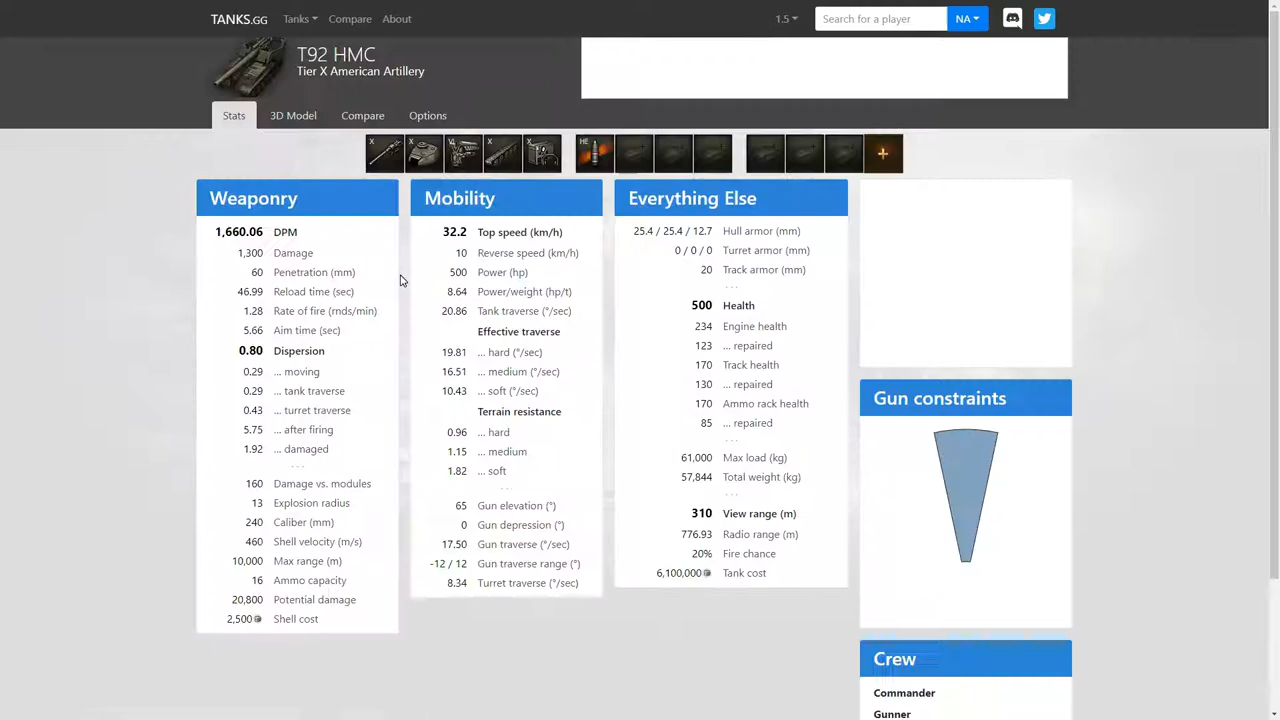 TANKS.GG Tanks Compare About 1.5 Search for a player NA
T92 HMC
Tier X American Artillery
Stats 3D Model Compare Options
X X VI X X HE
Weaponry
1,660.06 DPM
1,300 Damage
60 Penetration (mm)
46.99 Reload time (sec)
1.28 Rate of fire (rnds/min)
5.66 Aim time (sec)
0.80 Dispersion
0.29 ... moving
0.29 ... tank traverse
0.43 ... turret traverse
5.75 ... after firing
1.92 ... damaged
...
160 Damage vs. modules
13 Explosion radius
240 Caliber (mm)
460 Shell velocity (m/s)
10,000 Max range (m)
16 Ammo capacity
20,800 Potential damage
2,500 Shell cost
Mobility
32.2 Top speed (km/h)
10 Reverse speed (km/h)
500 Power (hp)
8.64 Power/weight (hp/t)
20.86 Tank traverse (°/sec)
Effective traverse
19.81 ... hard (°/sec)
16.51 ... medium (°/sec)
10.43 ... soft (°/sec)
Terrain resistance
0.96 ... hard
1.15 ... medium
1.82 ... soft
...
65 Gun elevation (°)
0 Gun depression (°)
17.50 Gun traverse (°/sec)
-12 / 12 Gun traverse range (°)
8.34 Turret traverse (°/sec)
Everything Else
25.4 / 25.4 / 12.7 Hull armor (mm)
0 / 0 / 0 Turret armor (mm)
20 Track armor (mm)
...
500 Health
234 Engine health
123 ... repaired
170 Track health
130 ... repaired
170 Ammo rack health
85 ... repaired
...
61,000 Max load (kg)
57,844 Total weight (kg)
...
310 View range (m)
776.93 Radio range (m)
20% Fire chance
6,100,000 Tank cost
Gun constraints
Crew
Commander
Gunner